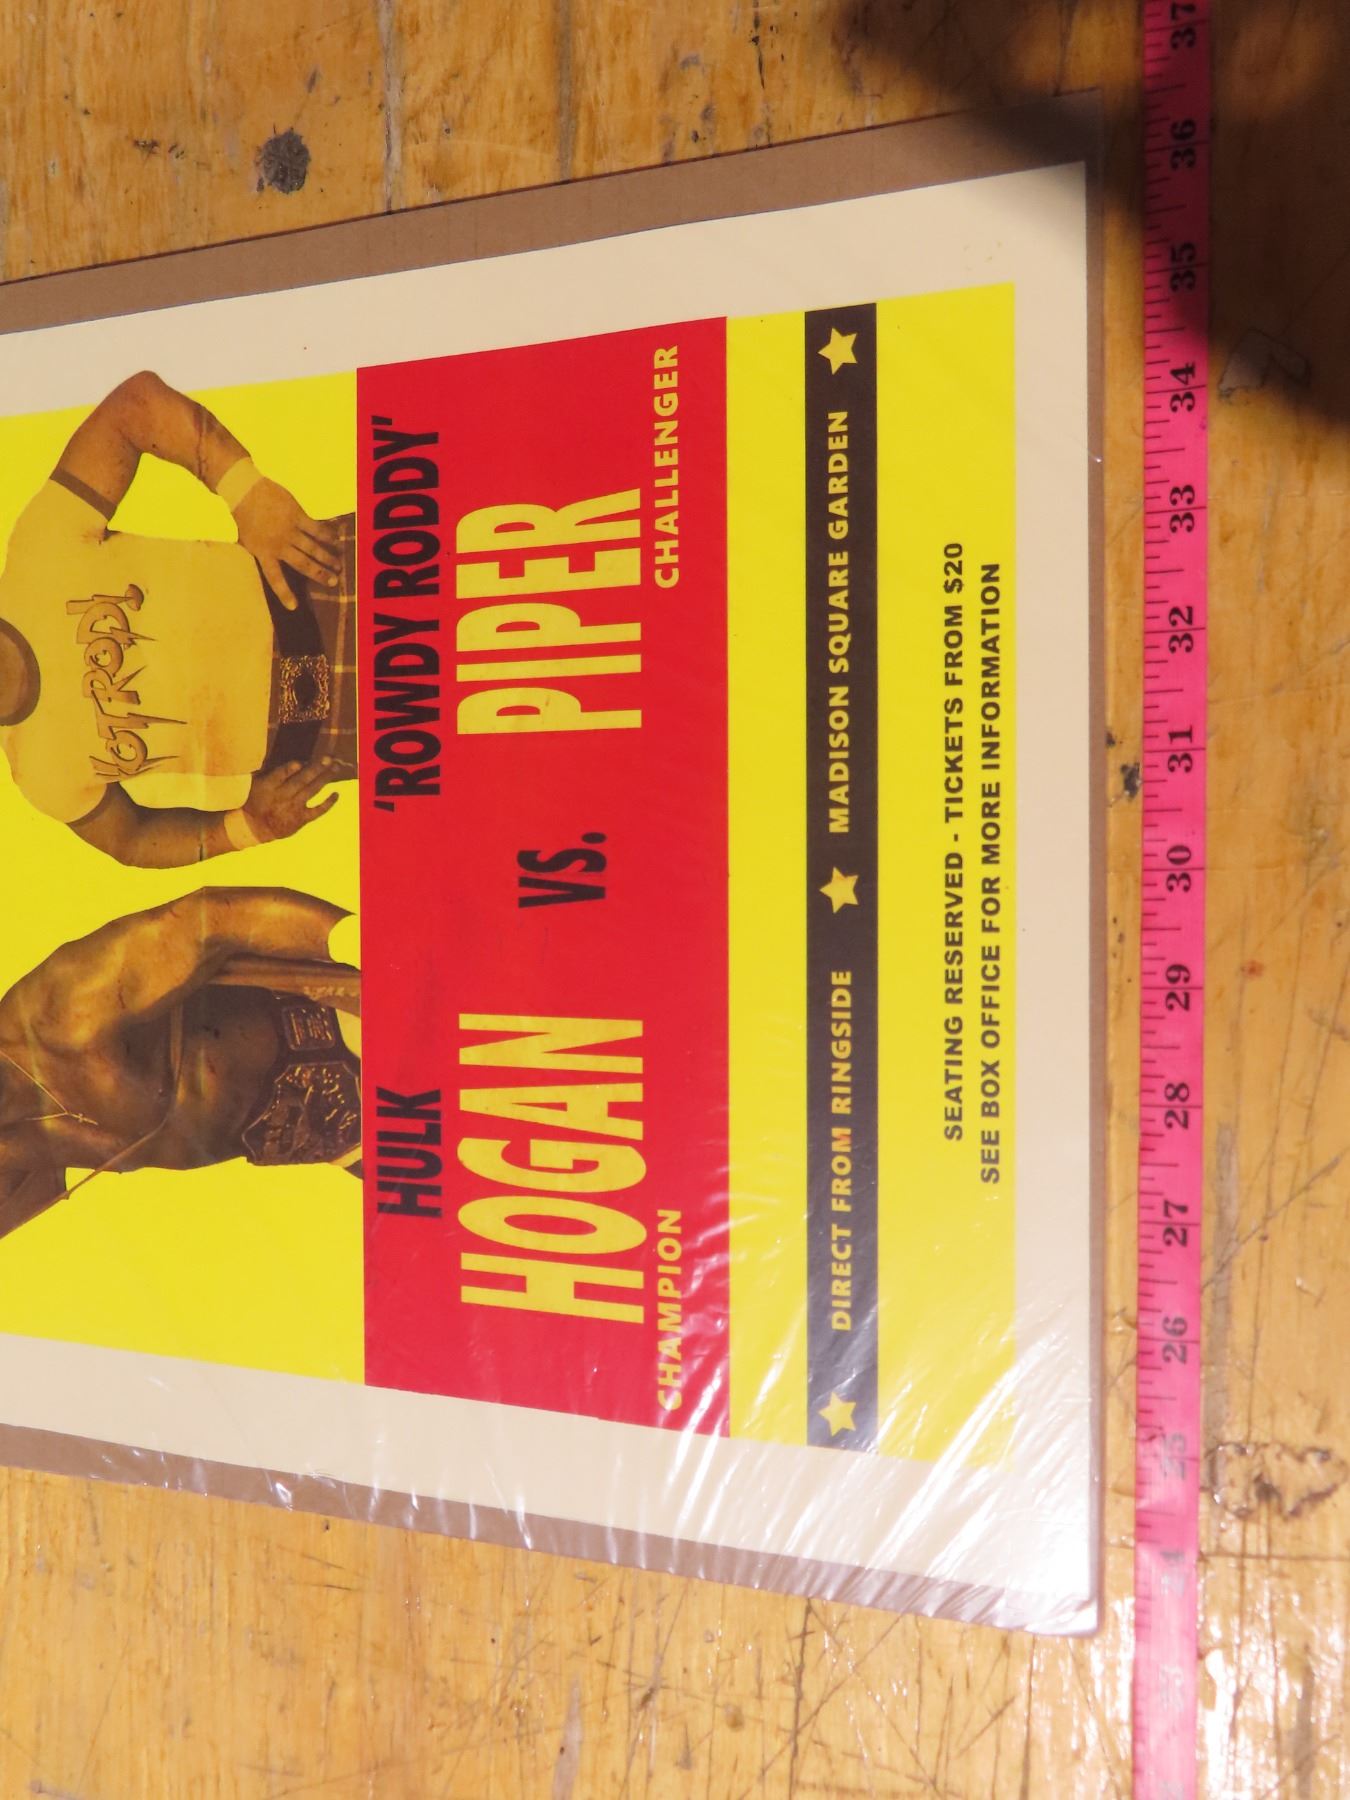 HOT ROD!
HULK
HOGAN
CHAMPION
VS.
'ROWDY RODDY'
PIPER
CHALLENGER
DIRECT FROM RINGSIDE MADISON SQUARE GARDEN
SEATING RESERVED - TICKETS FROM $20
SEE BOX OFFICE FOR MORE INFORMATION
24
25
26
27
28
29
30
31
32
33
34
35
36
37